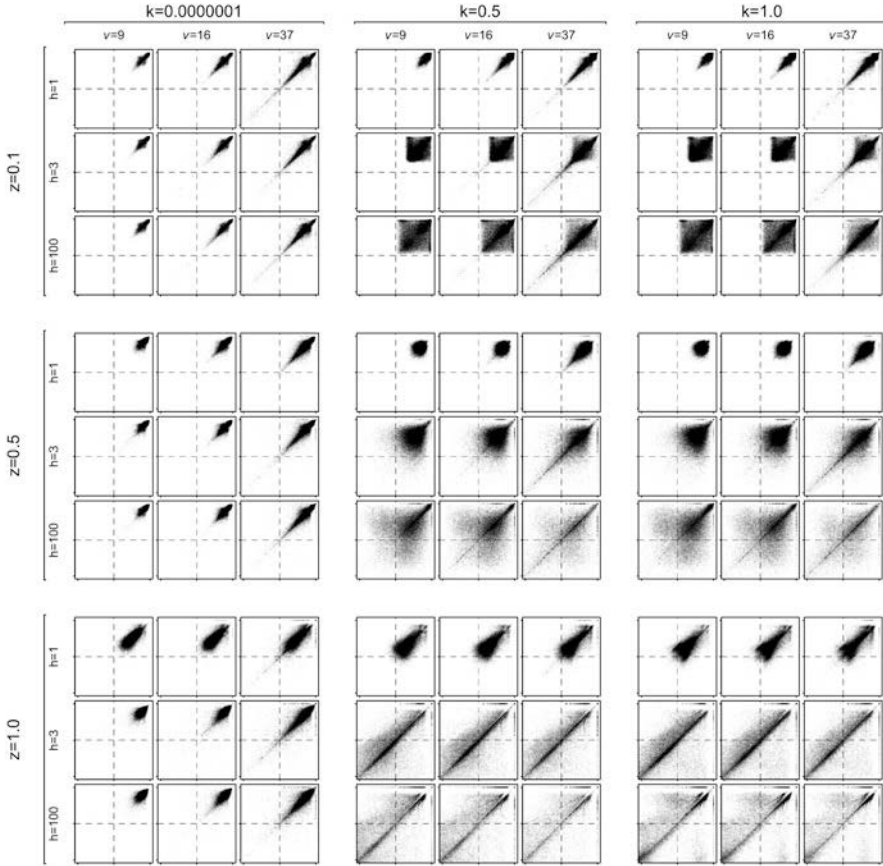 k=0.0000001 k=0.5 k=1.0
v=9 v=16 v=37 v=9 v=16 v=37 v=9 v=16 v=37
z=0.1
h=1
h=3
h=100
z=0.5
h=1
h=3
h=100
z=1.0
h=1
h=3
h=100